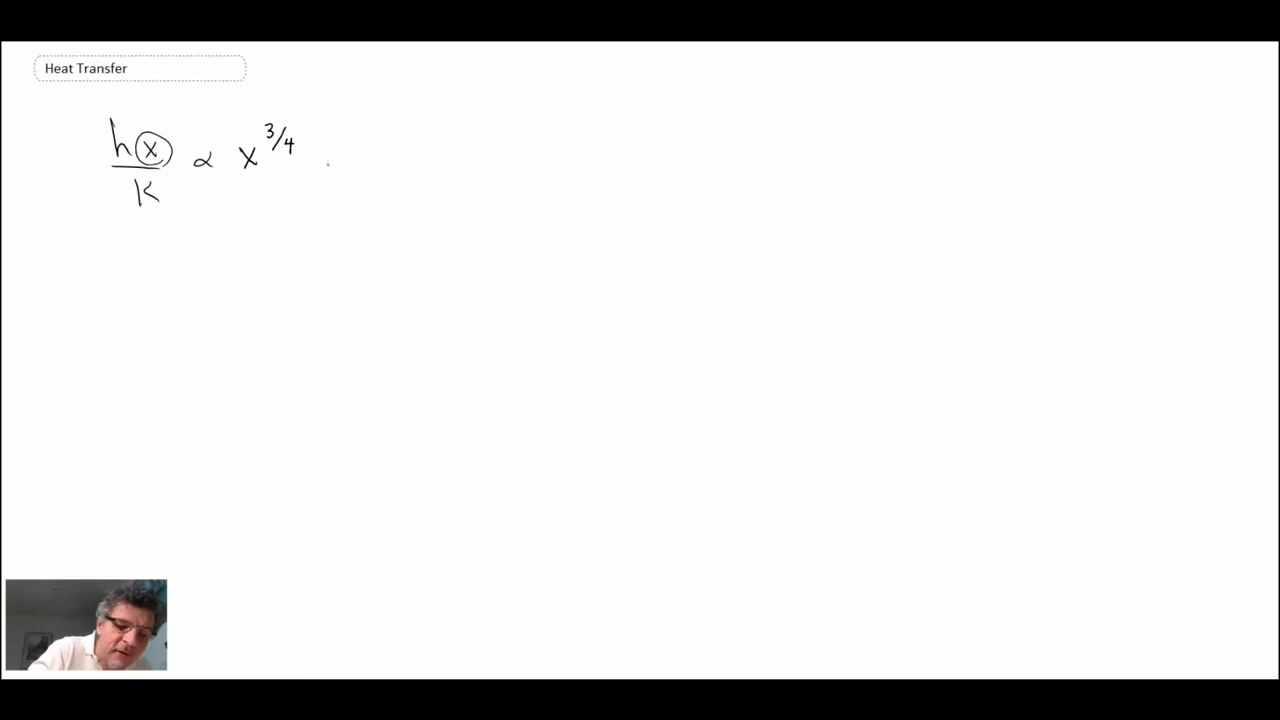 Heat Transfer
hx/K ∝ x^3/4